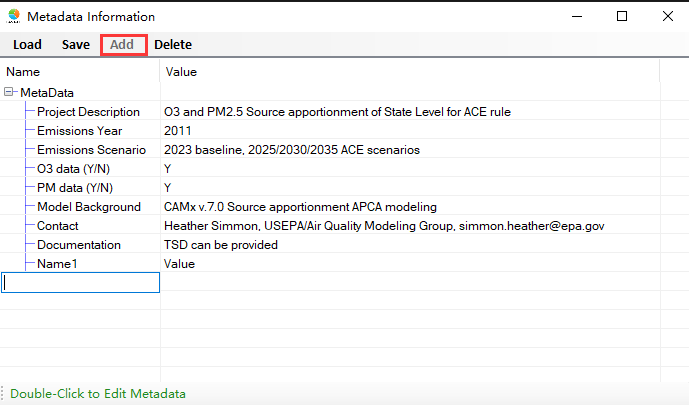 Metadata Information
Load Save Add Delete
Name Value
MetaData
Project Description O3 and PM2.5 Source apportionment of State Level for ACE rule
Emissions Year 2011
Emissions Scenario 2023 baseline, 2025/2030/2035 ACE scenarios
O3 data (Y/N) Y
PM data (Y/N) Y
Model Background CAMx v.7.0 Source apportionment APCA modeling
Contact Heather Simmon, USEPA/Air Quality Modeling Group, simmon.heather@epa.gov
Documentation TSD can be provided
Name1 Value
Double-Click to Edit Metadata